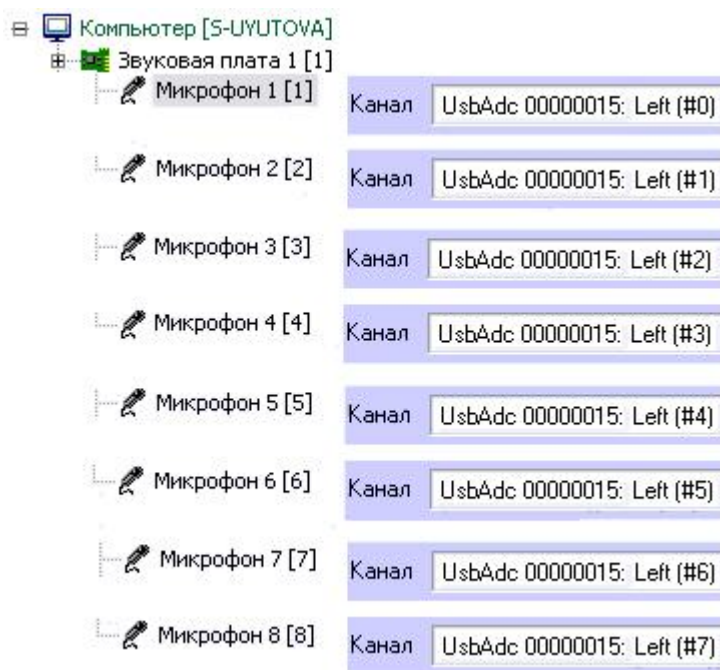 Компьютер [S-UYUTOVA]
Звуковая плата 1 [1]
Микрофон 1 [1] Канал UsbAdc 00000015: Left (#0)
Микрофон 2 [2] Канал UsbAdc 00000015: Left (#1)
Микрофон 3 [3] Канал UsbAdc 00000015: Left (#2)
Микрофон 4 [4] Канал UsbAdc 00000015: Left (#3)
Микрофон 5 [5] Канал UsbAdc 00000015: Left (#4)
Микрофон 6 [6] Канал UsbAdc 00000015: Left (#5)
Микрофон 7 [7] Канал UsbAdc 00000015: Left (#6)
Микрофон 8 [8] Канал UsbAdc 00000015: Left (#7)